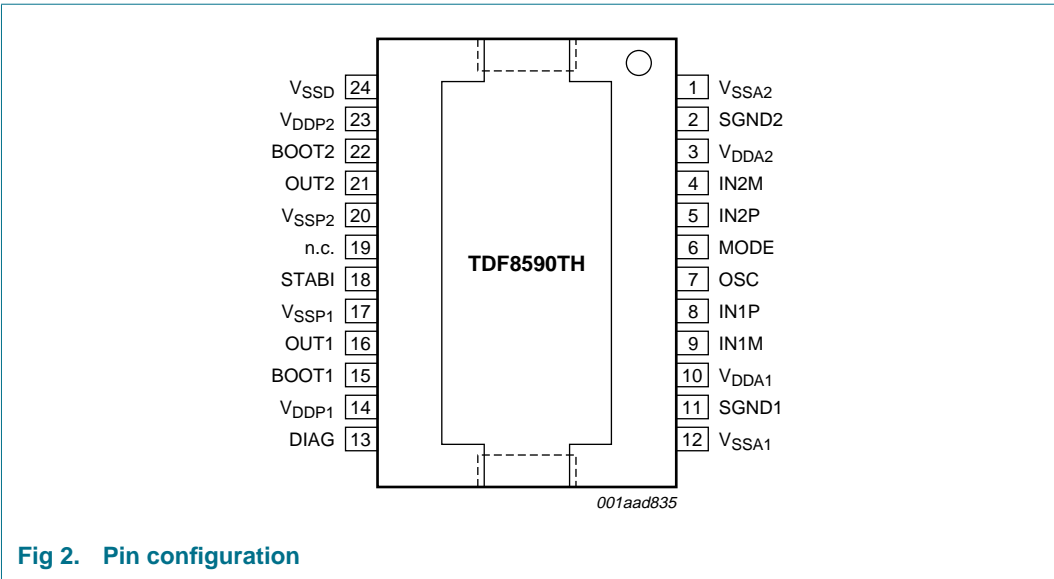 VSSD 24 1 VSSA2
VDDP2 23 2 SGND2
BOOT2 22 3 VDDA2
OUT2 21 4 IN2M
VSSP2 20 5 IN2P
n.c. 19 6 MODE
TDF8590TH
STABI 18 7 OSC
VSSP1 17 8 IN1P
OUT1 16 9 IN1M
BOOT1 15 10 VDDA1
VDDP1 14 11 SGND1
DIAG 13 12 VSSA1
001aad835
Fig 2. Pin configuration